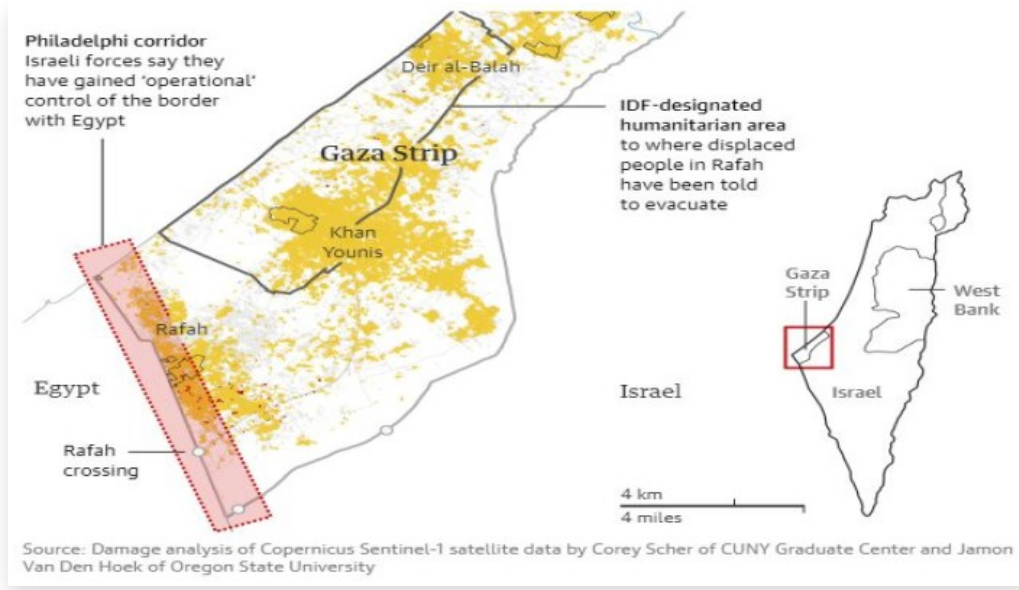 Philadelphi corridor
Israeli forces say they
have gained ‘operational’
control of the border
with Egypt
Deir al-Balah
IDF-designated
humanitarian area
to where displaced
people in Rafah
have been told
to evacuate
Gaza Strip
Khan
Younis
Rafah
Egypt
Rafah
crossing
Israel
Gaza
Strip
West
Bank
Israel
4 km
4 miles
Source: Damage analysis of Copernicus Sentinel-1 satellite data by Corey Scher of CUNY Graduate Center and Jamon
Van Den Hoek of Oregon State University